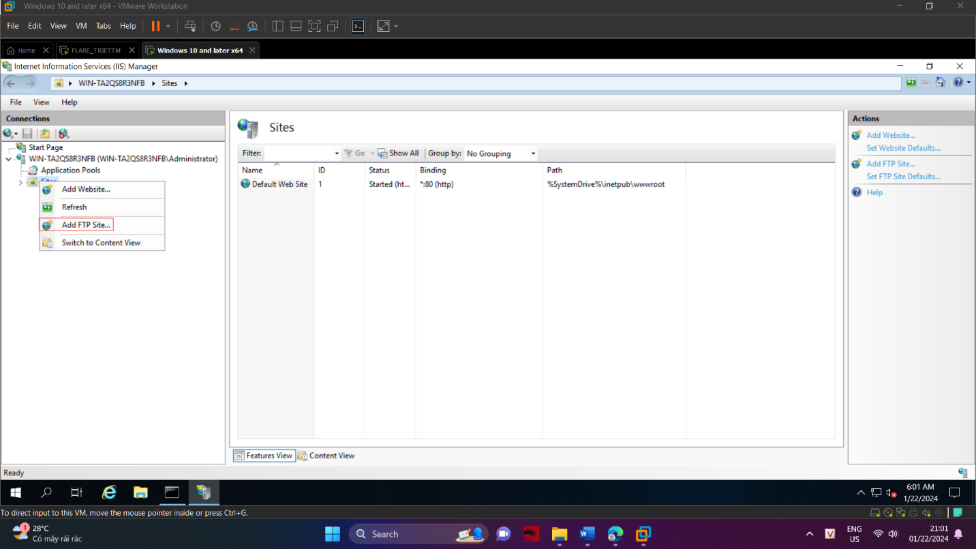 Windows 10 and later x64 - VMware Workstation
File Edit View VM Tabs Help
Home FLARE_TRIETTM Windows 10 and later x64
Internet Information Services (IIS) Manager
WIN-TA2QS8R3NFB Sites
File View Help
Connections
Start Page
WIN-TA2QS8R3NFB (WIN-TA2QS8R3NFB\Administrator)
Application Pools
Add Website...
Refresh
Add FTP Site...
Switch to Content View
Sites
Filter: Go Show All Group by: No Grouping
Name ID Status Binding Path
Default Web Site 1 Started (ht... *:80 (http) %SystemDrive%\inetpub\wwwroot
Features View Content View
Actions
Add Website...
Set Website Defaults...
Add FTP Site...
Set FTP Site Defaults...
Help
Ready
6:01 AM
1/22/2024
To direct input to this VM, move the mouse pointer inside or press Ctrl+G.
1
28°C
Có mây rải rác
Search
V
ENG
US
21:01
01/22/2024